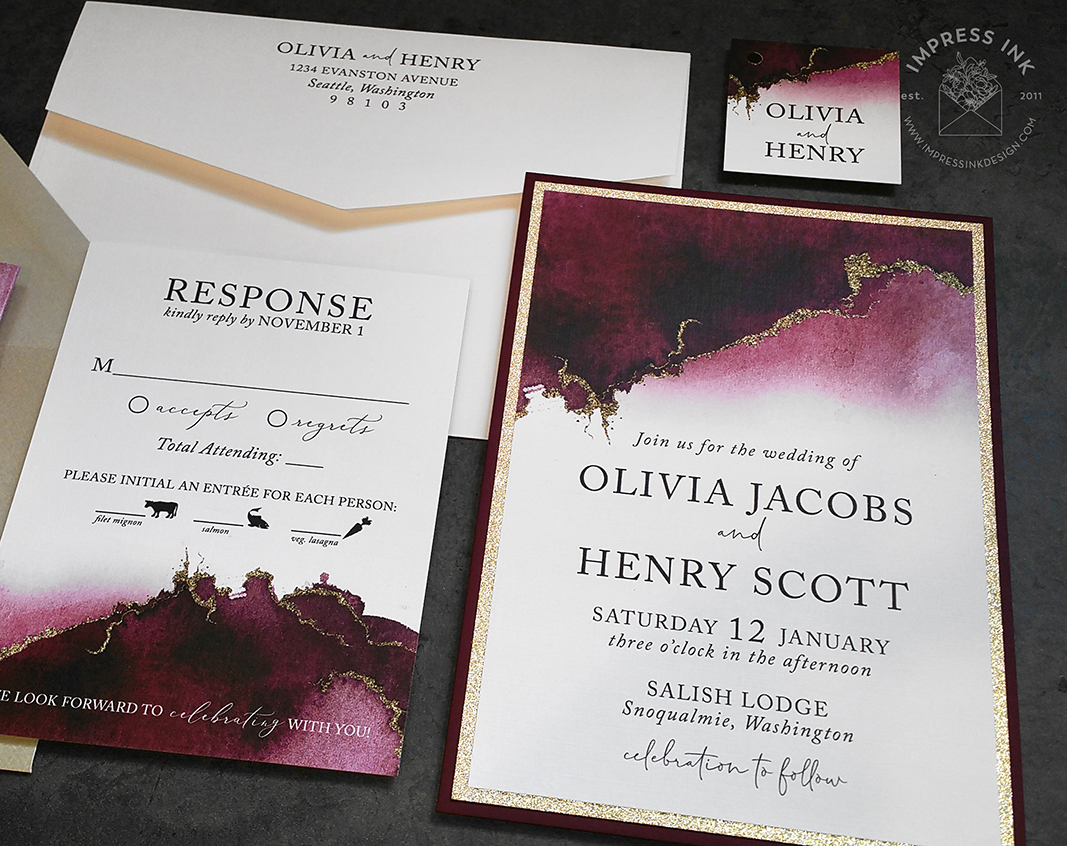 OLIVIA and HENRY
1234 EVANSTON AVENUE
Seattle, Washington
98103
OLIVIA
and
HENRY
IMPRESS INK
est. 2011
WWW.IMPRESSINKDESIGN.COM
RESPONSE
kindly reply by NOVEMBER 1
M
accepts regrets
Total Attending:
PLEASE INITIAL AN ENTRÉE FOR EACH PERSON:
filet mignon salmon veg. lasagna
LOOK FORWARD TO celebrating WITH YOU!
Join us for the wedding of
OLIVIA JACOBS
and
HENRY SCOTT
SATURDAY 12 JANUARY
three o'clock in the afternoon
SALISH LODGE
Snoqualmie, Washington
celebration to follow